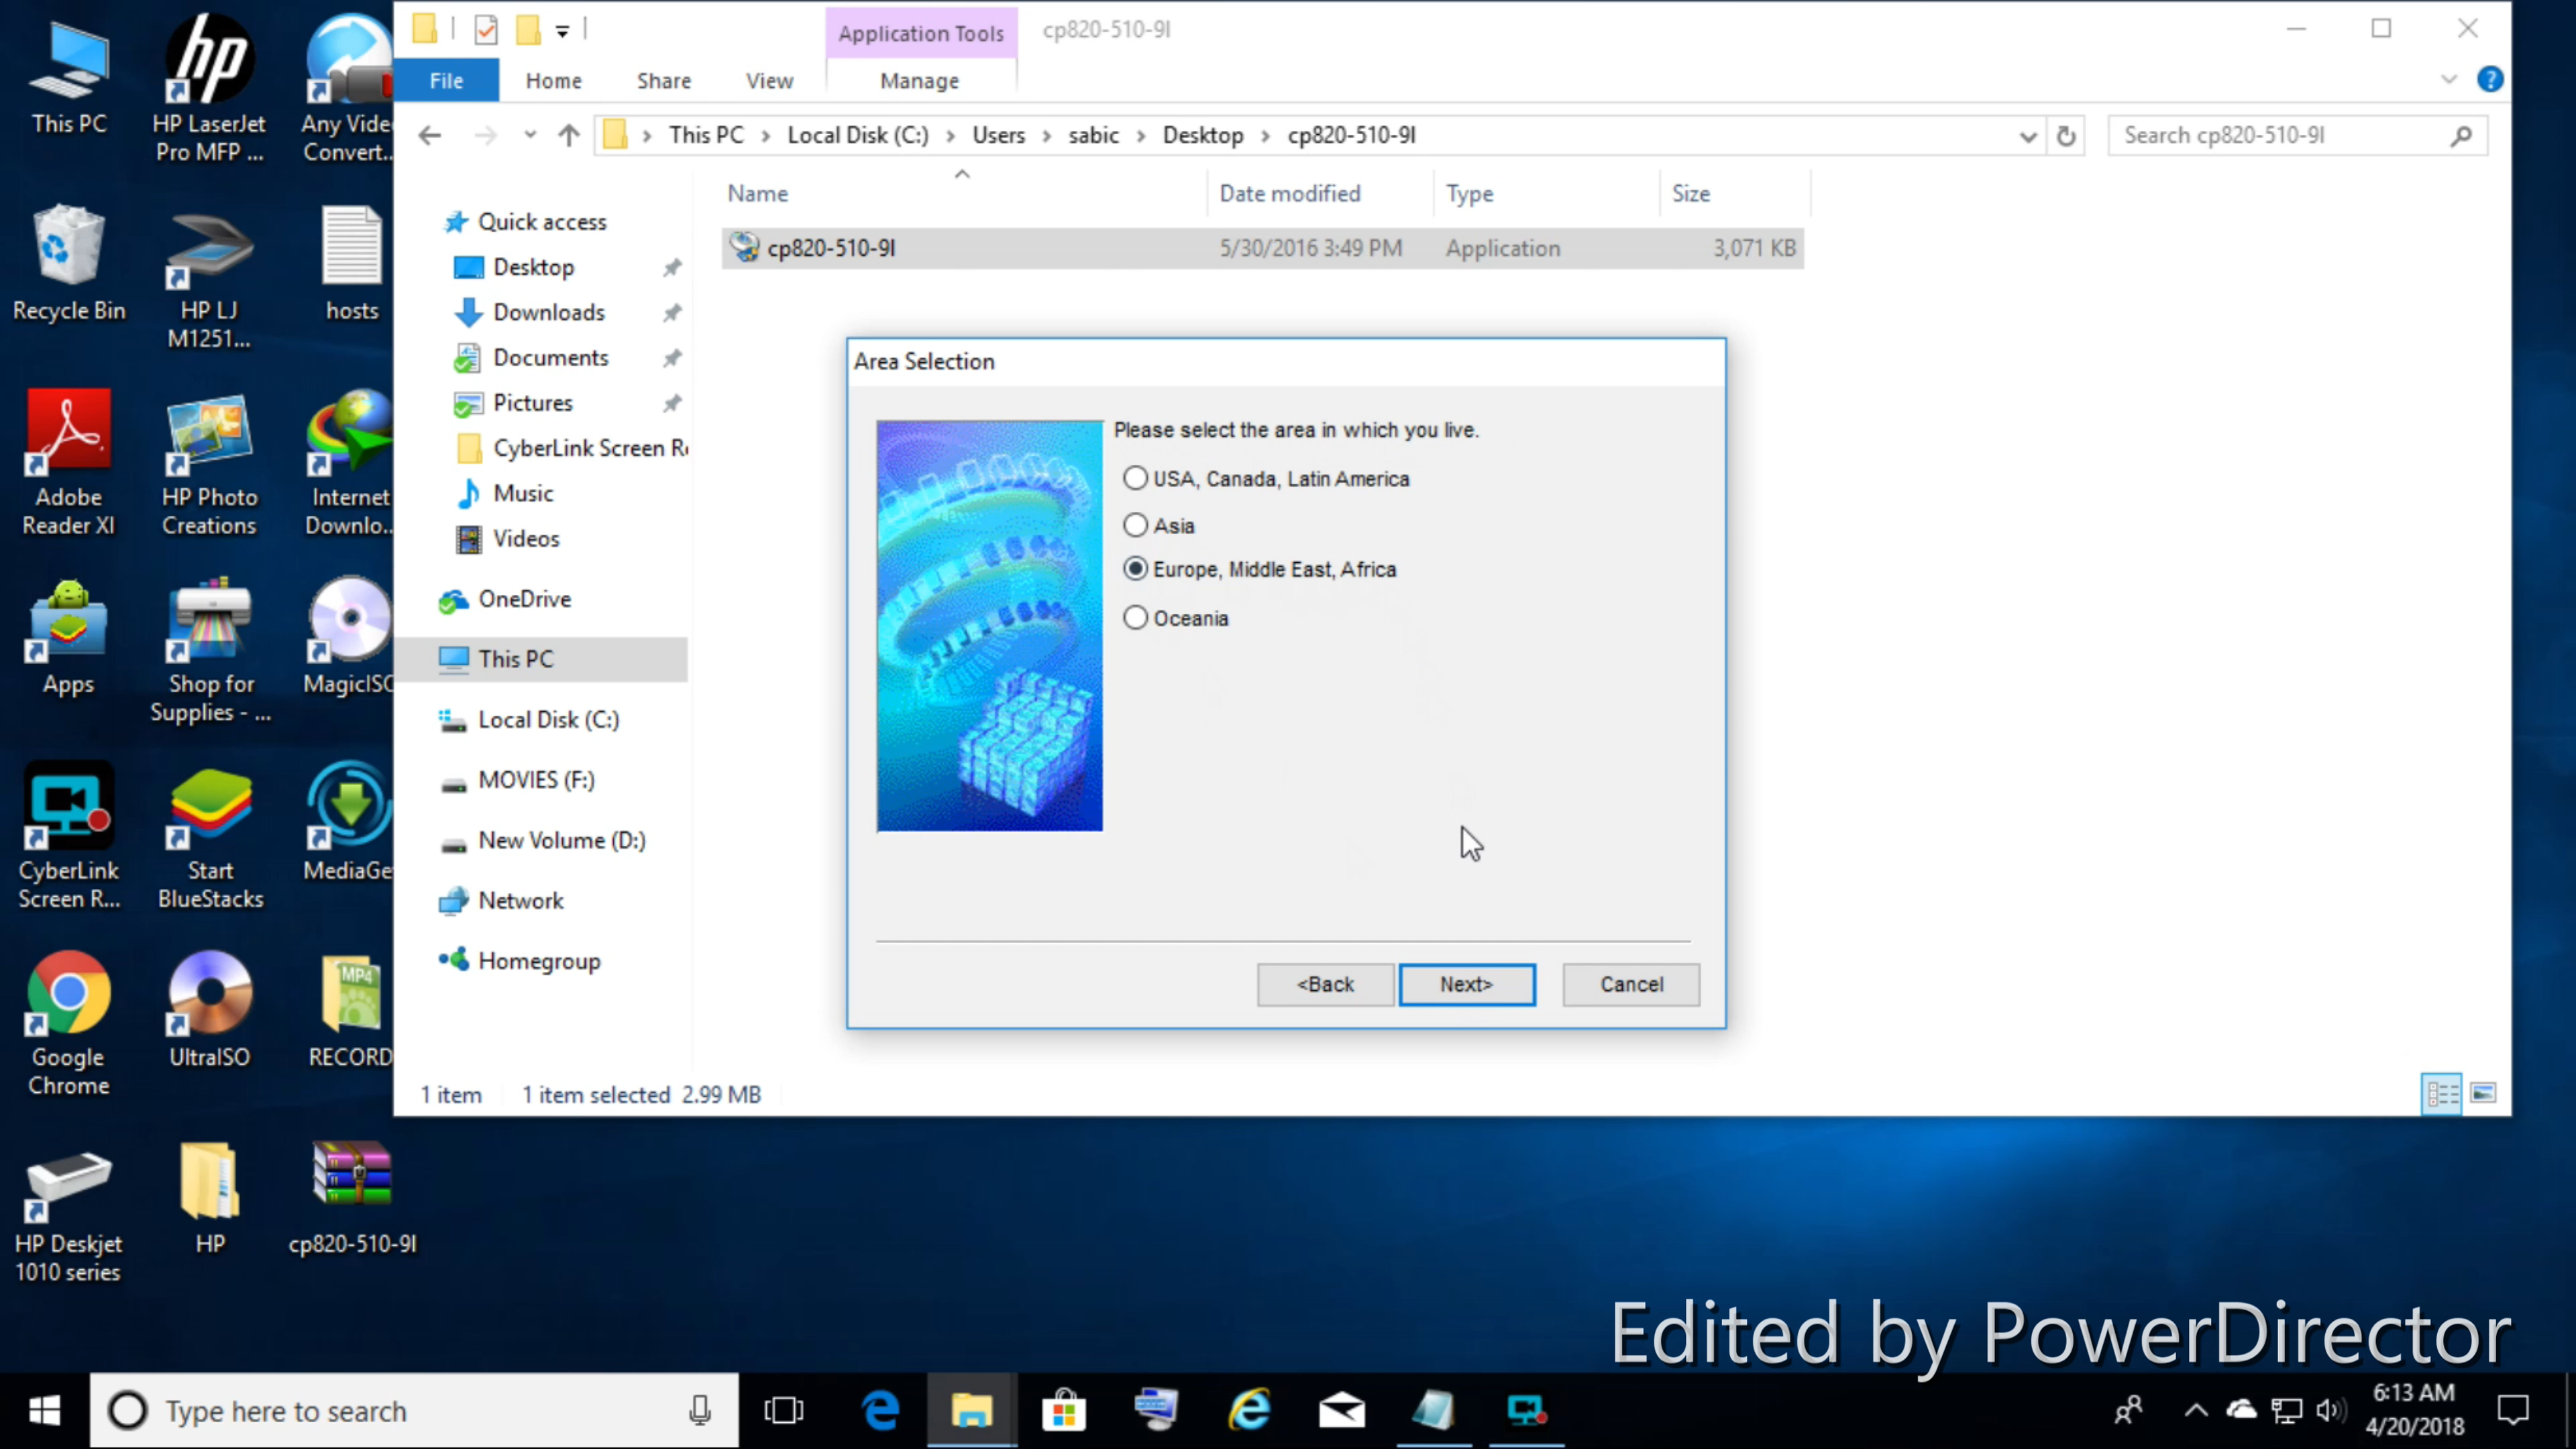 This PC
HP LaserJet
Pro MFP ...
Any Vide
Convert..
Recycle Bin
HP LJ
M1251...
hosts
Adobe
Reader XI
HP Photo
Creations
Internet
Downlo..
Apps
Shop for
Supplies - ...
MagicISO
CyberLink
Screen R...
Start
BlueStacks
MediaGe
Google
Chrome
UltraISO
MP4
RECORD
HP Deskjet
1010 series
HP
cp820-510-9I
Application Tools
cp820-510-9I
File
Home
Share
View
Manage
This PC
Local Disk (C:)
Users
sabic
Desktop
cp820-510-9I
Search cp820-510-9I
Name
Date modified
Type
Size
cp820-510-9I
5/30/2016 3:49 PM
Application
3,071 KB
Quick access
Desktop
Downloads
Documents
Pictures
CyberLink Screen R
Music
Videos
OneDrive
This PC
Local Disk (C:)
MOVIES (F:)
New Volume (D:)
Network
Homegroup
Area Selection
Please select the area in which you live.
USA, Canada, Latin America
Asia
Europe, Middle East, Africa
Oceania
<Back
Next>
Cancel
1 item
1 item selected 2.99 MB
Edited by PowerDirector
Type here to search
6:13 AM
4/20/2018